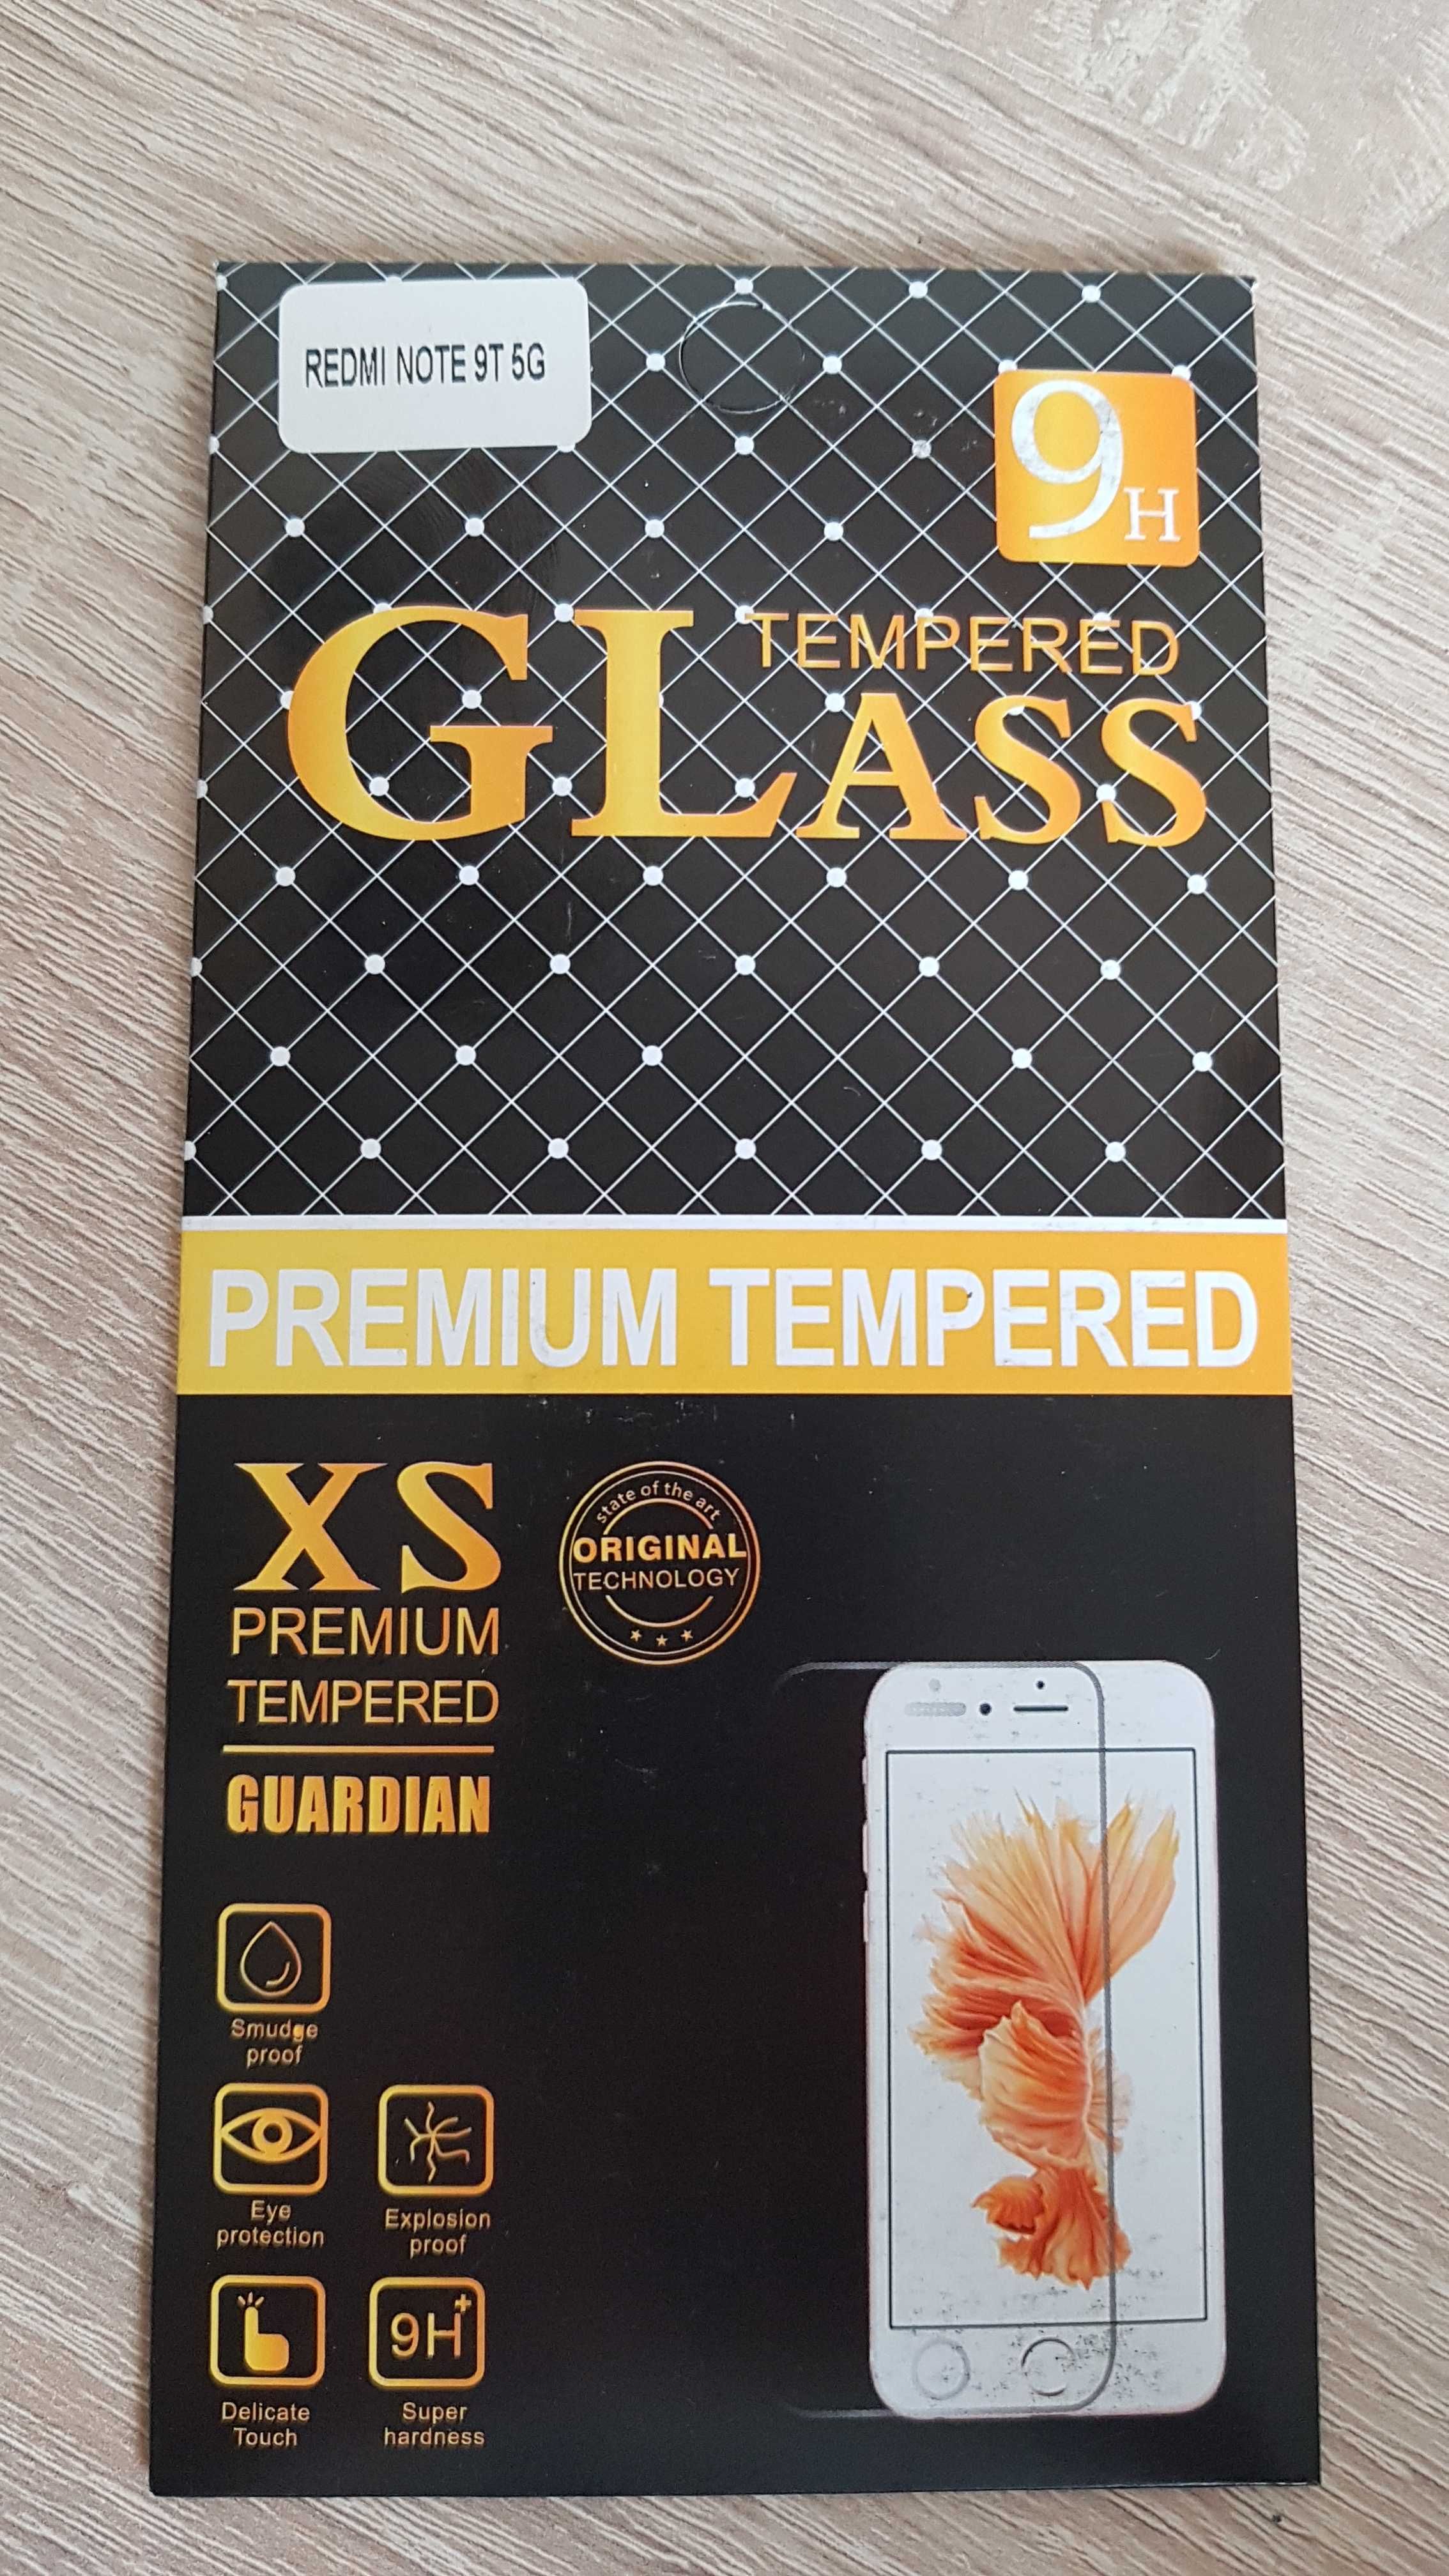 REDMI NOTE 9T 5G
9H
TEMPERED
GLASS
PREMIUM TEMPERED
XS
PREMIUM
TEMPERED
GUARDIAN
state of the art
ORIGINAL
TECHNOLOGY
Smudge
proof
Eye
protection
Explosion
proof
Delicate
Touch
9H+
Super
hardness